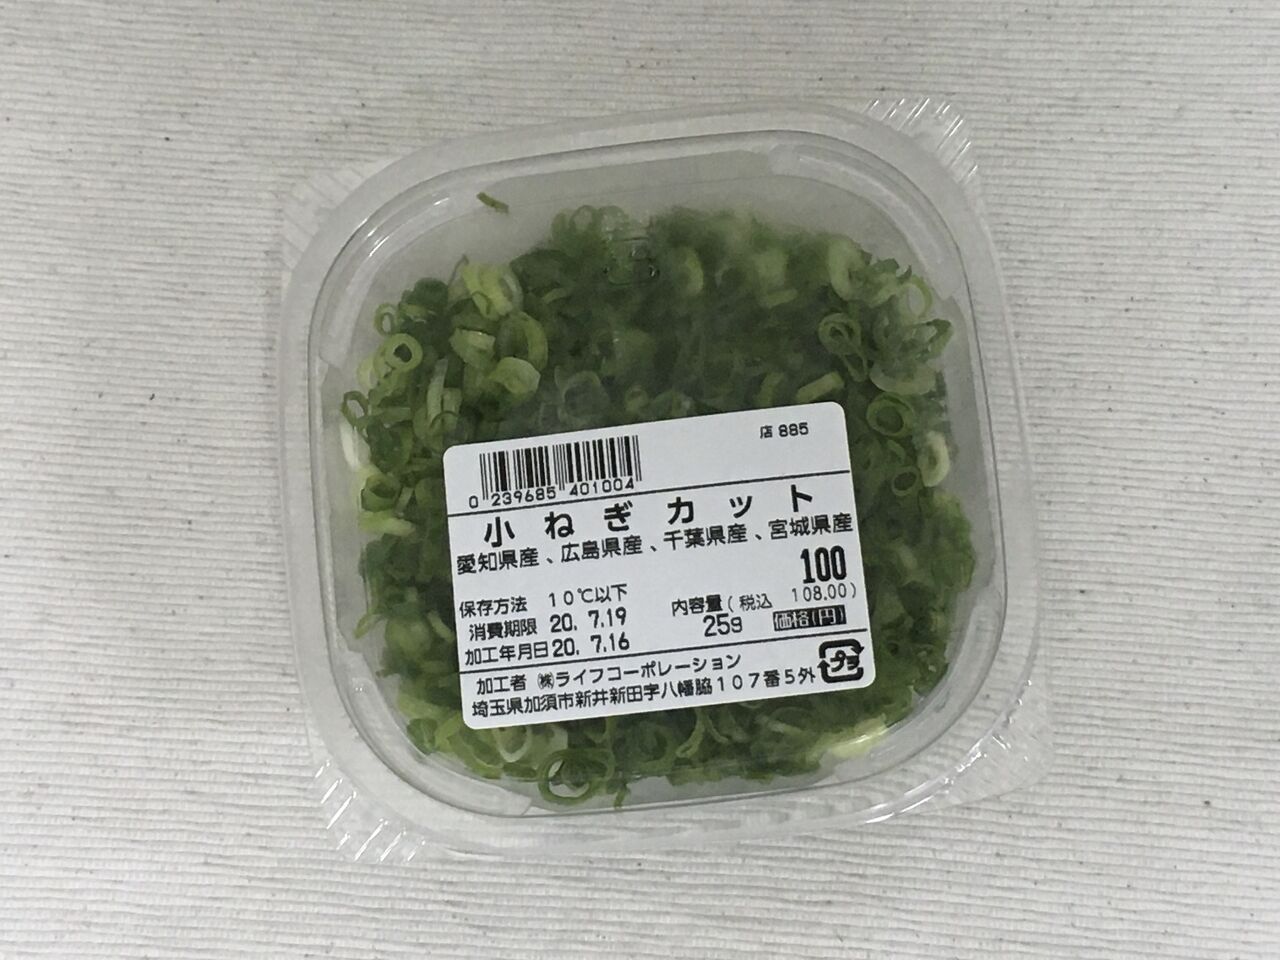 店 885
0 239685 401004
小ねぎカット
愛知県産、広島県産、千葉県産、宮城県産
100
保存方法 10℃以下
内容量 (税込 108.00)
消費期限 20. 7.19
25g 価格(円)
加工年月日 20. 7.16
加工者 ㈱ライフコーポレーション
プラ
埼玉県加須市新井新田字八幡脇107番5外